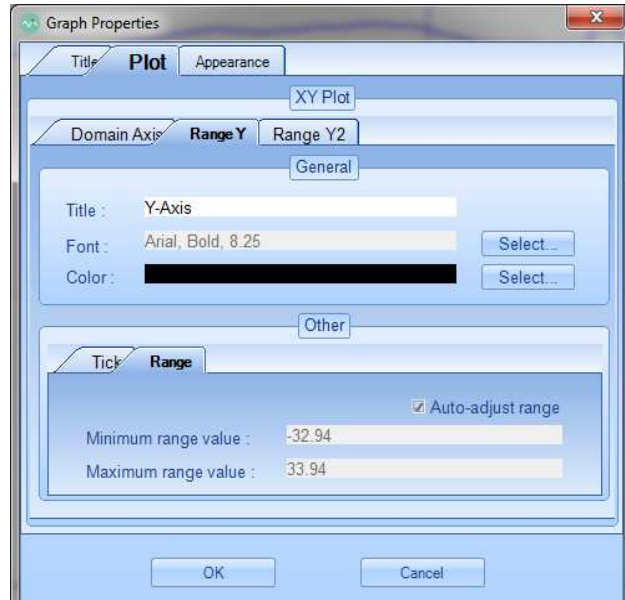 Graph Properties
Title Plot Appearance
XY Plot
Domain Axis Range Y Range Y2
General
Title : Y-Axis
Font : Arial, Bold, 8.25 Select...
Color : Select...
Other
Tick Range
Auto-adjust range
Minimum range value : -32.94
Maximum range value : 33.94
OK Cancel